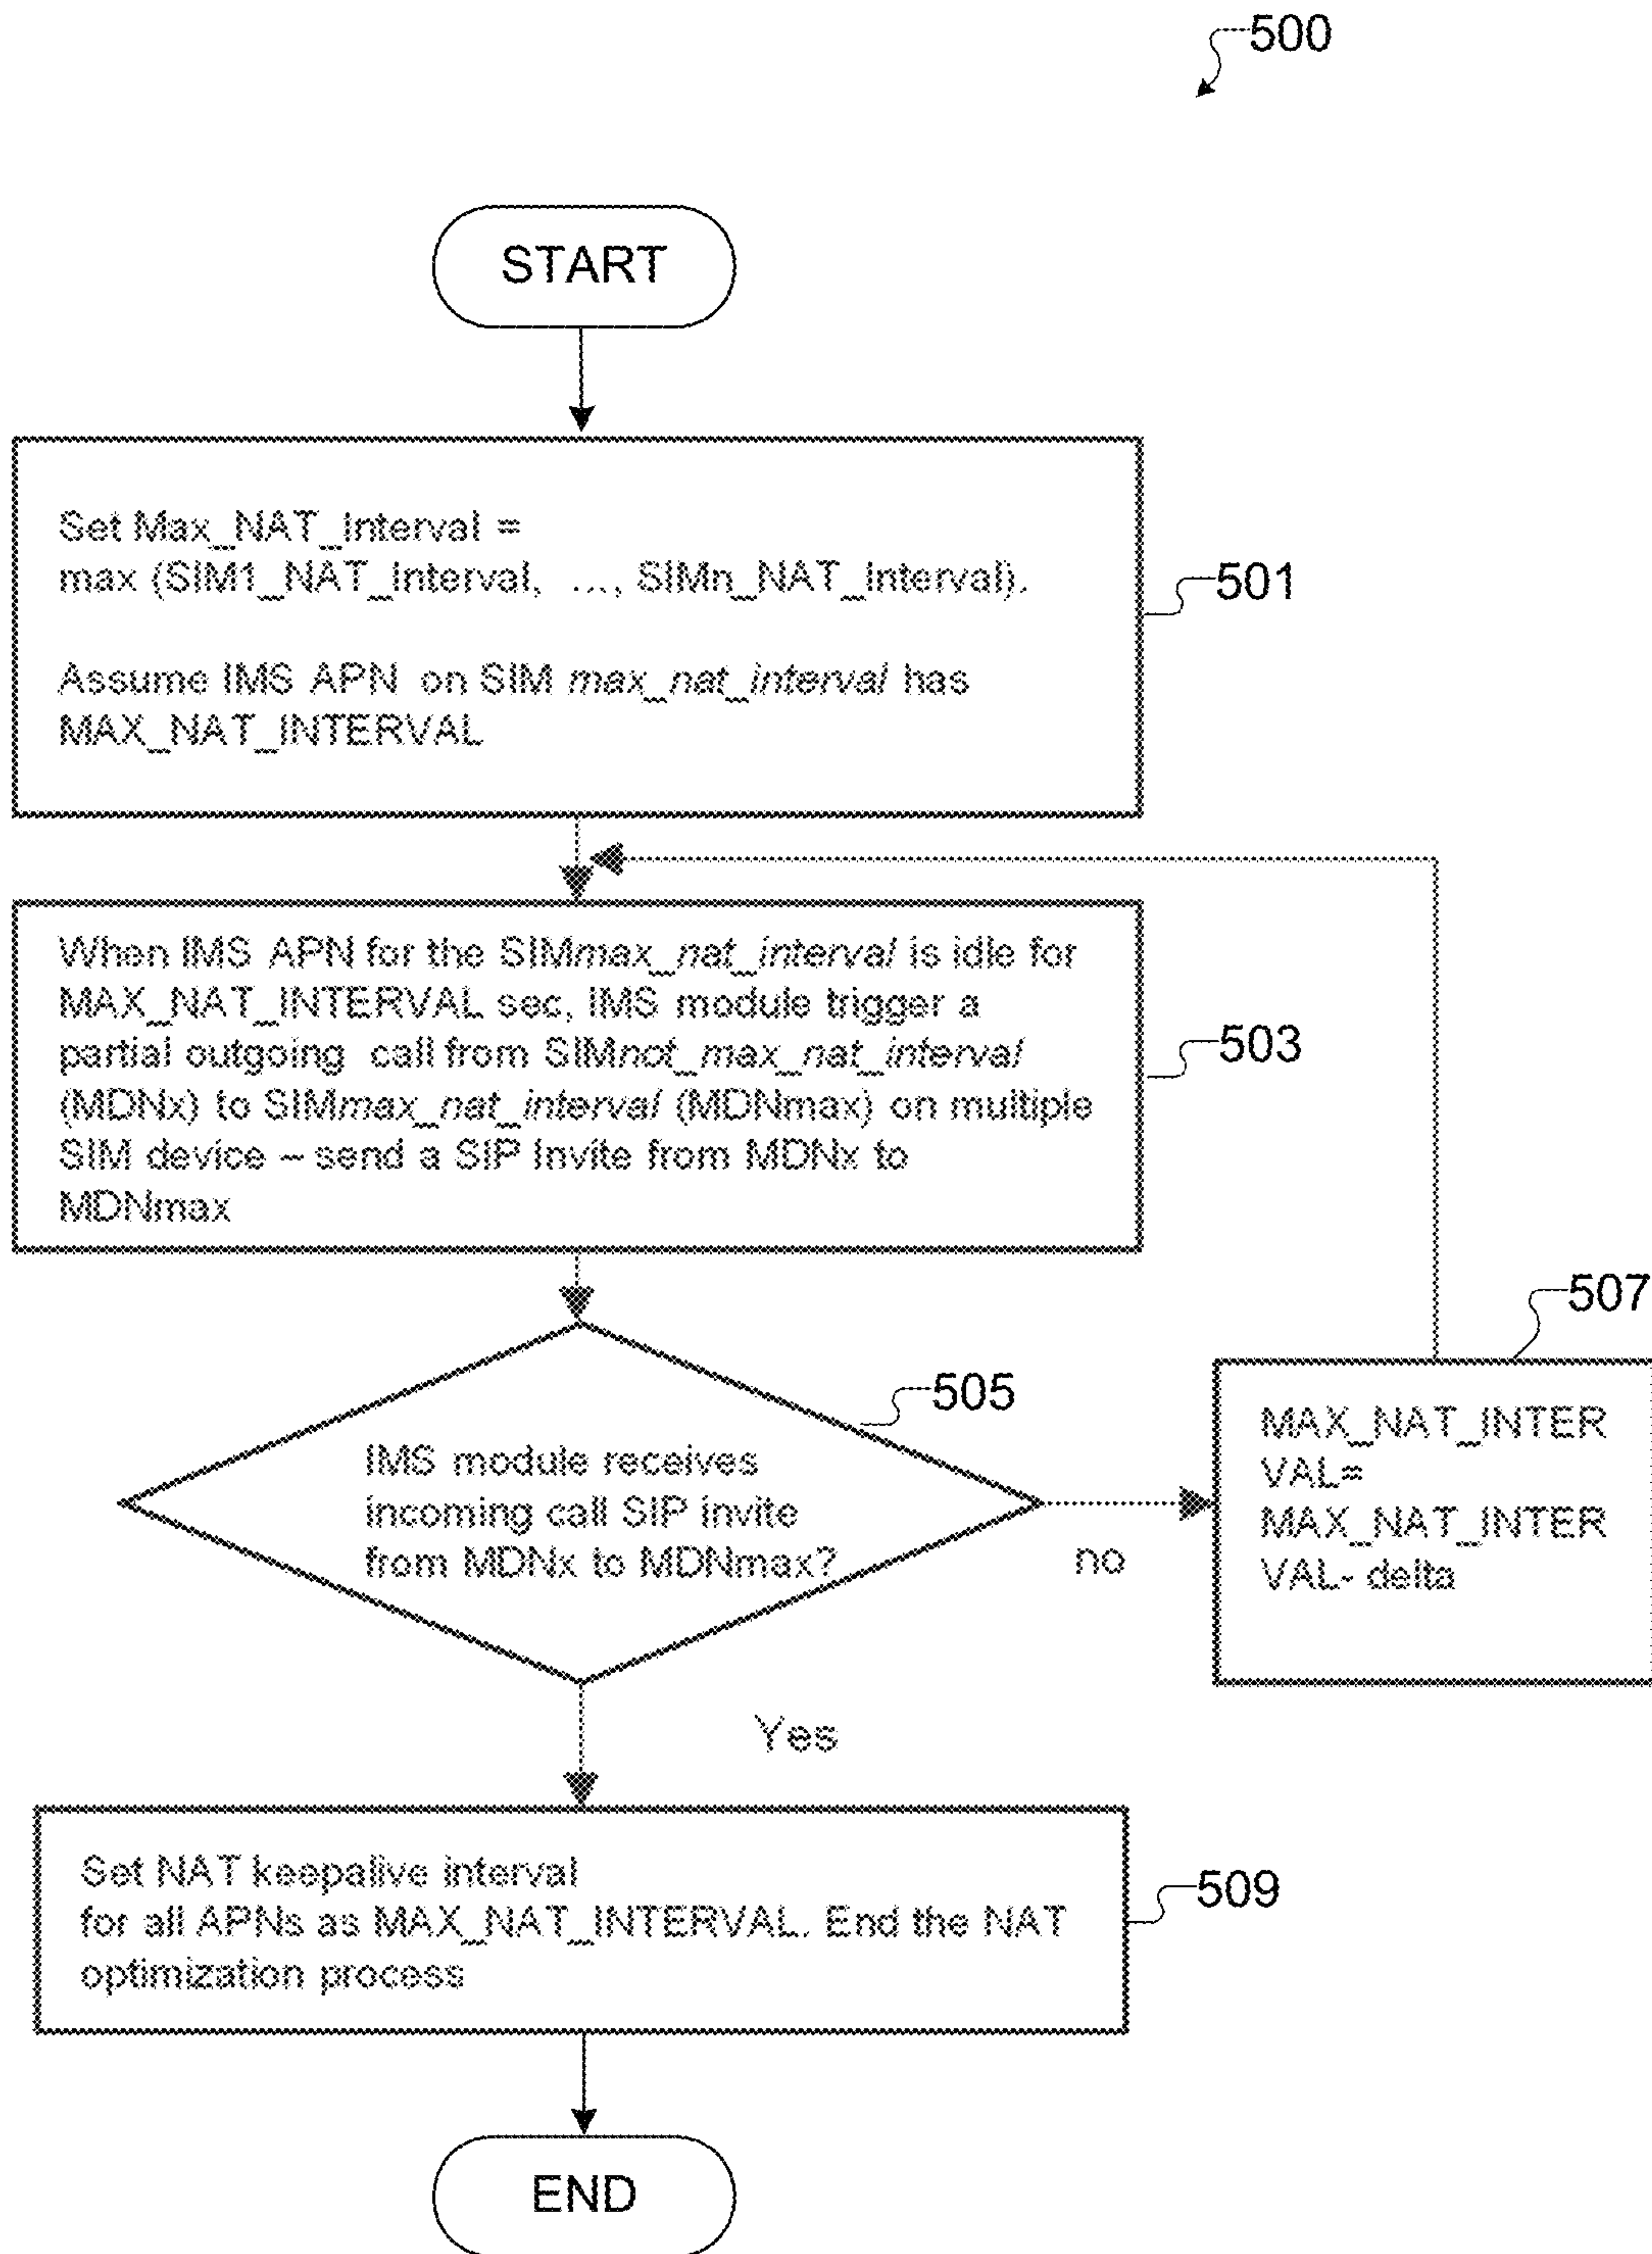 500
START
Set Max_NAT_Interval =
max (SIM1_NAT_Interval, ..., SIMn_NAT_Interval).
Assume IMS APN on SIM max_nat_interval has
MAX_NAT_INTERVAL
501
When IMS APN for the SIMmax_nat_interval is idle for
MAX_NAT_INTERVAL sec, IMS module trigger a
partial outgoing call from SIMnot_max_nat_interval
(MDNx) to SIMmax_nat_interval (MDNmax) on multiple
SIM device – send a SIP Invite from MDNx to
MDNmax
503
507
505
IMS module receives
incoming call SIP invite
from MDNx to MDNmax?
no
MAX_NAT_INTER
VAL=
MAX_NAT_INTER
VAL- delta
Yes
Set NAT keepalive interval
for all APNs as MAX_NAT_INTERVAL. End the NAT
optimization process
509
END